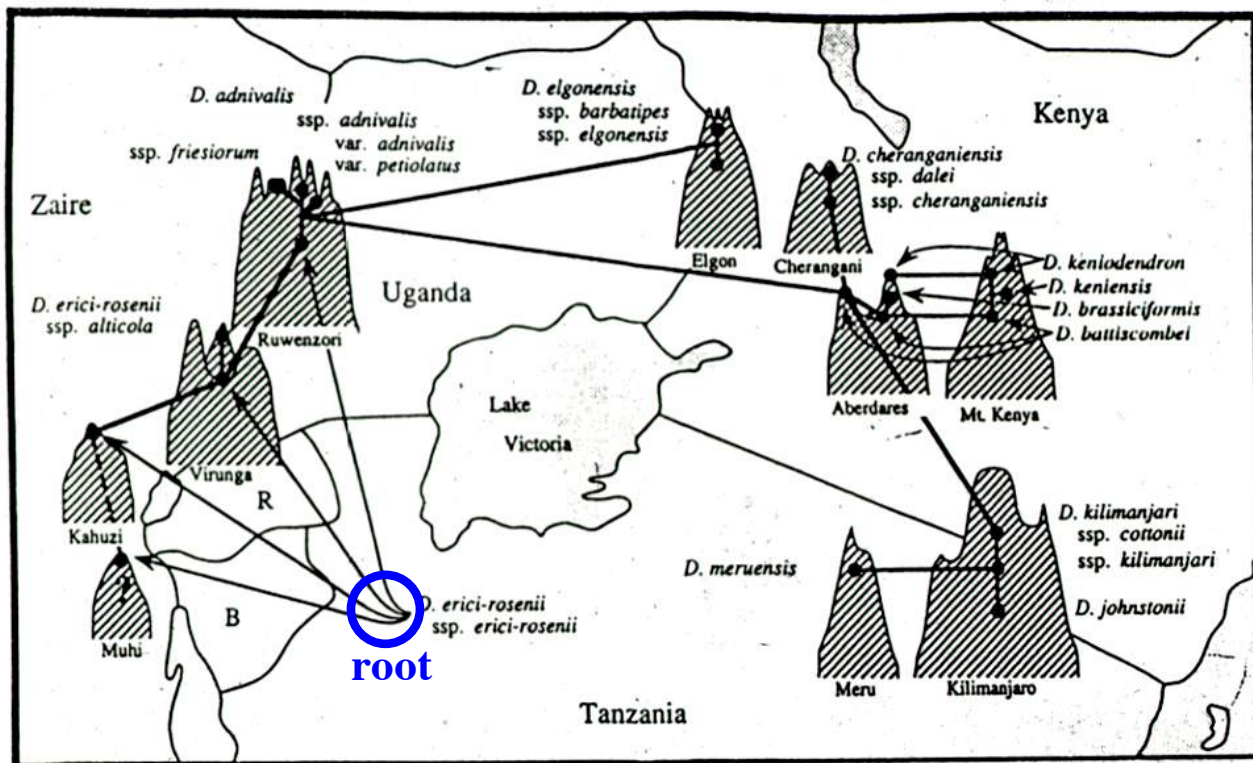 D. adnivalis
ssp. adnivalis
var. adnivalis
var. petiolatus
ssp. friesiorum
D. elgonensis
ssp. barbatipes
ssp. elgonensis
Kenya
D. cheranganiensis
ssp. dalei
ssp. cheranganiensis
Zaire
Elgon
Cherangani
D. keniodendron
D. keniensis
D. brassiciformis
D. battiscombei
Uganda
D. erici-rosenii
ssp. alticola
Ruwenzori
Aberdares
Mt. Kenya
Lake
Victoria
Virunga
R
Kahuzi
D. kilimanjari
ssp. cottonii
ssp. kilimanjari
D. meruensis
D. johnstonii
B
D. erici-rosenii
ssp. erici-rosenii
Muhi
root
Meru
Kilimanjaro
Tanzania